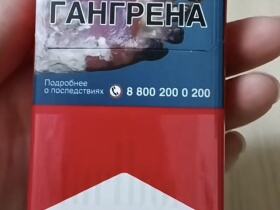 ГАНГРЕНА
Подробнее
о последствиях 8 800 200 0 200